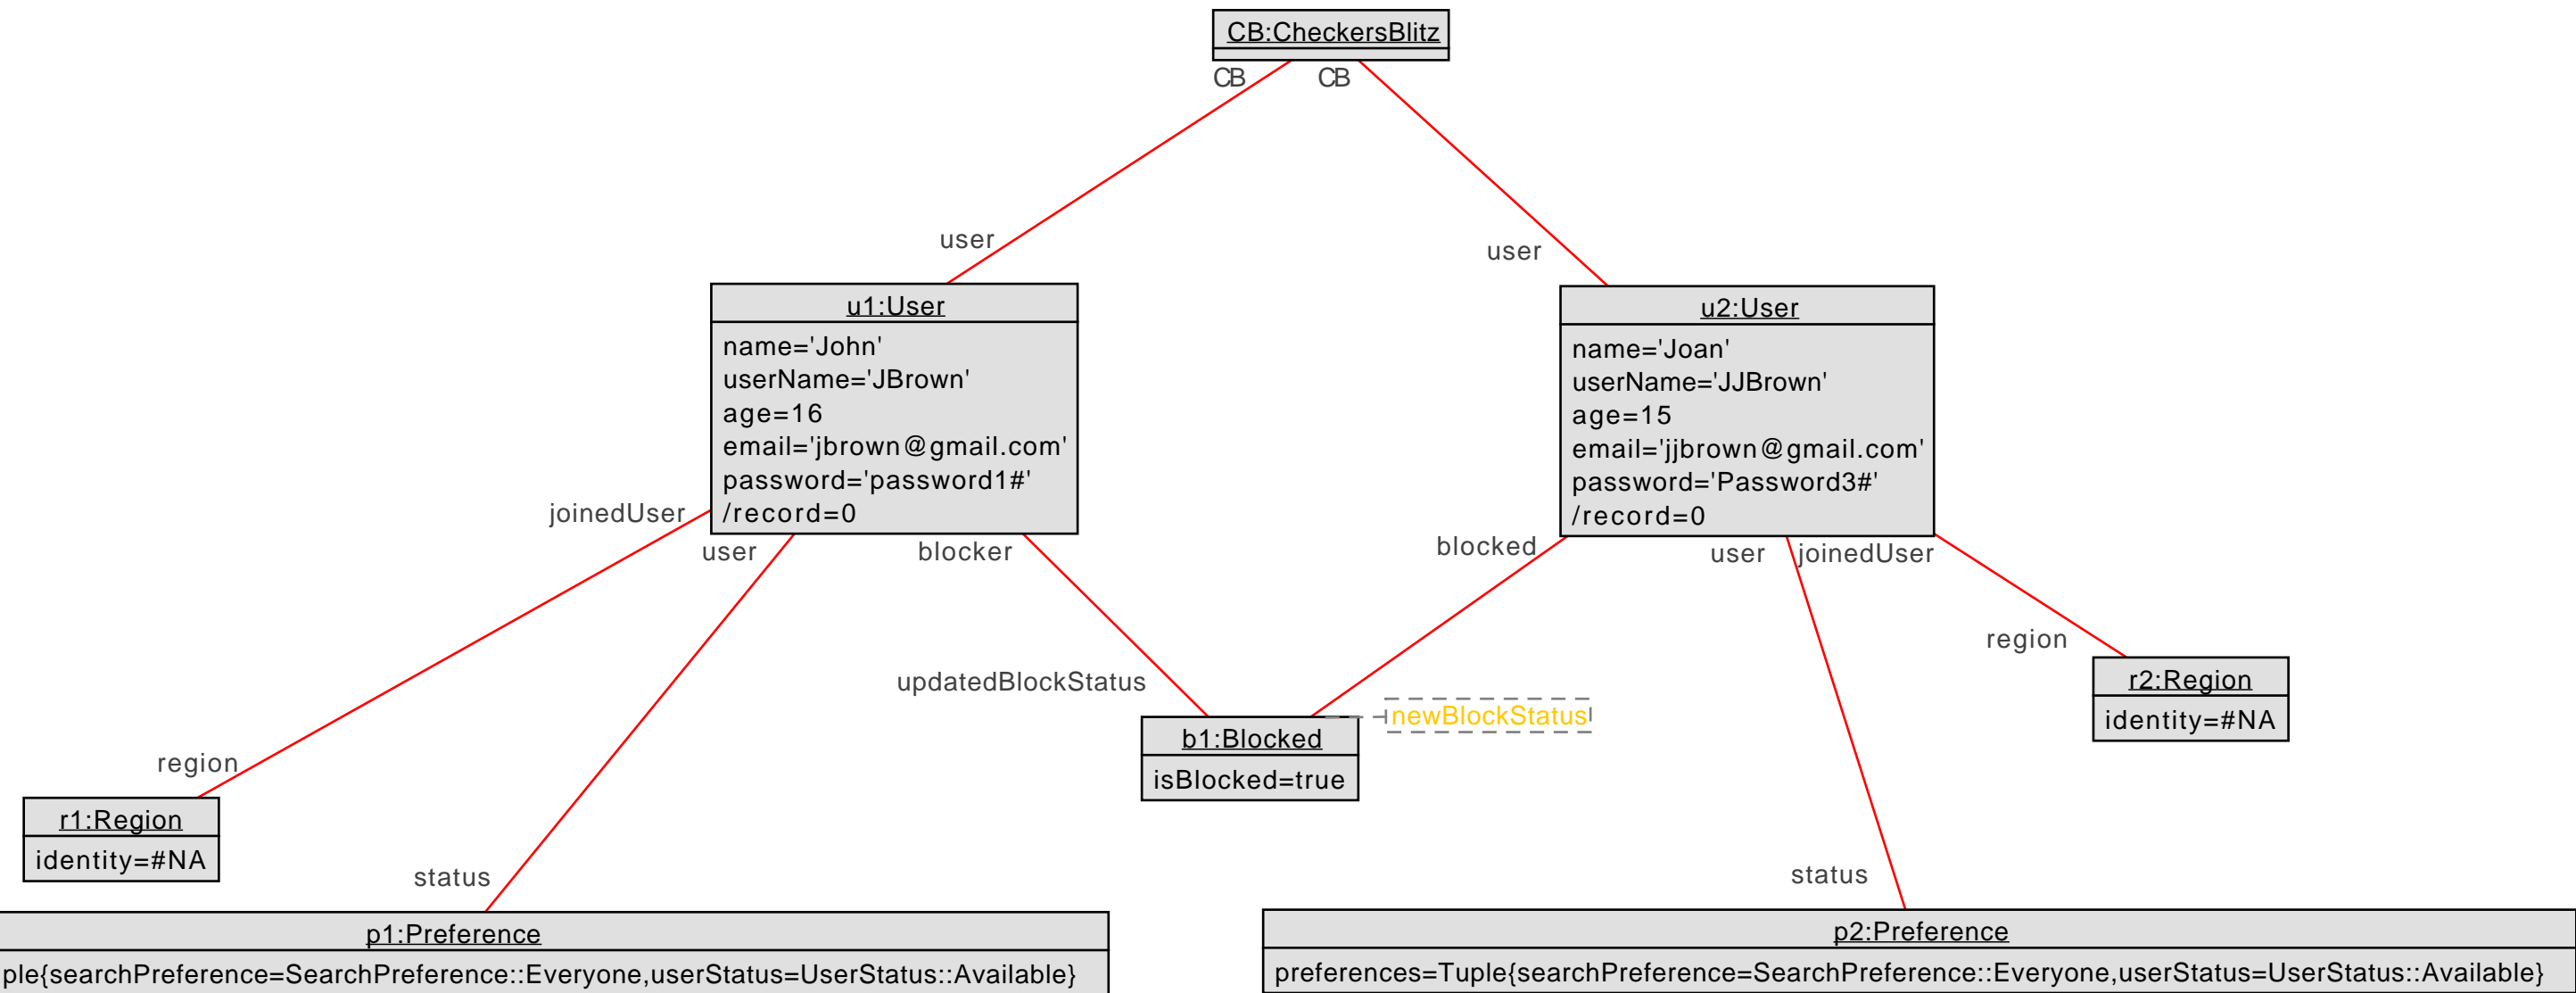 CB:CheckersBlitz
CB
CB
user
user
u1:User
name='John'
userName='JBrown'
age=16
email='jbrown@gmail.com'
password='password1#'
/record=0
u2:User
name='Joan'
userName='JJBrown'
age=15
email='jjbrown@gmail.com'
password='Password3#'
/record=0
joinedUser
user
blocker
blocked
user
joinedUser
region
updatedBlockStatus
newBlockStatus
r2:Region
identity=#NA
b1:Blocked
isBlocked=true
region
r1:Region
identity=#NA
status
status
p1:Preference
ple{searchPreference=SearchPreference::Everyone,userStatus=UserStatus::Available}
p2:Preference
preferences=Tuple{searchPreference=SearchPreference::Everyone,userStatus=UserStatus::Available}